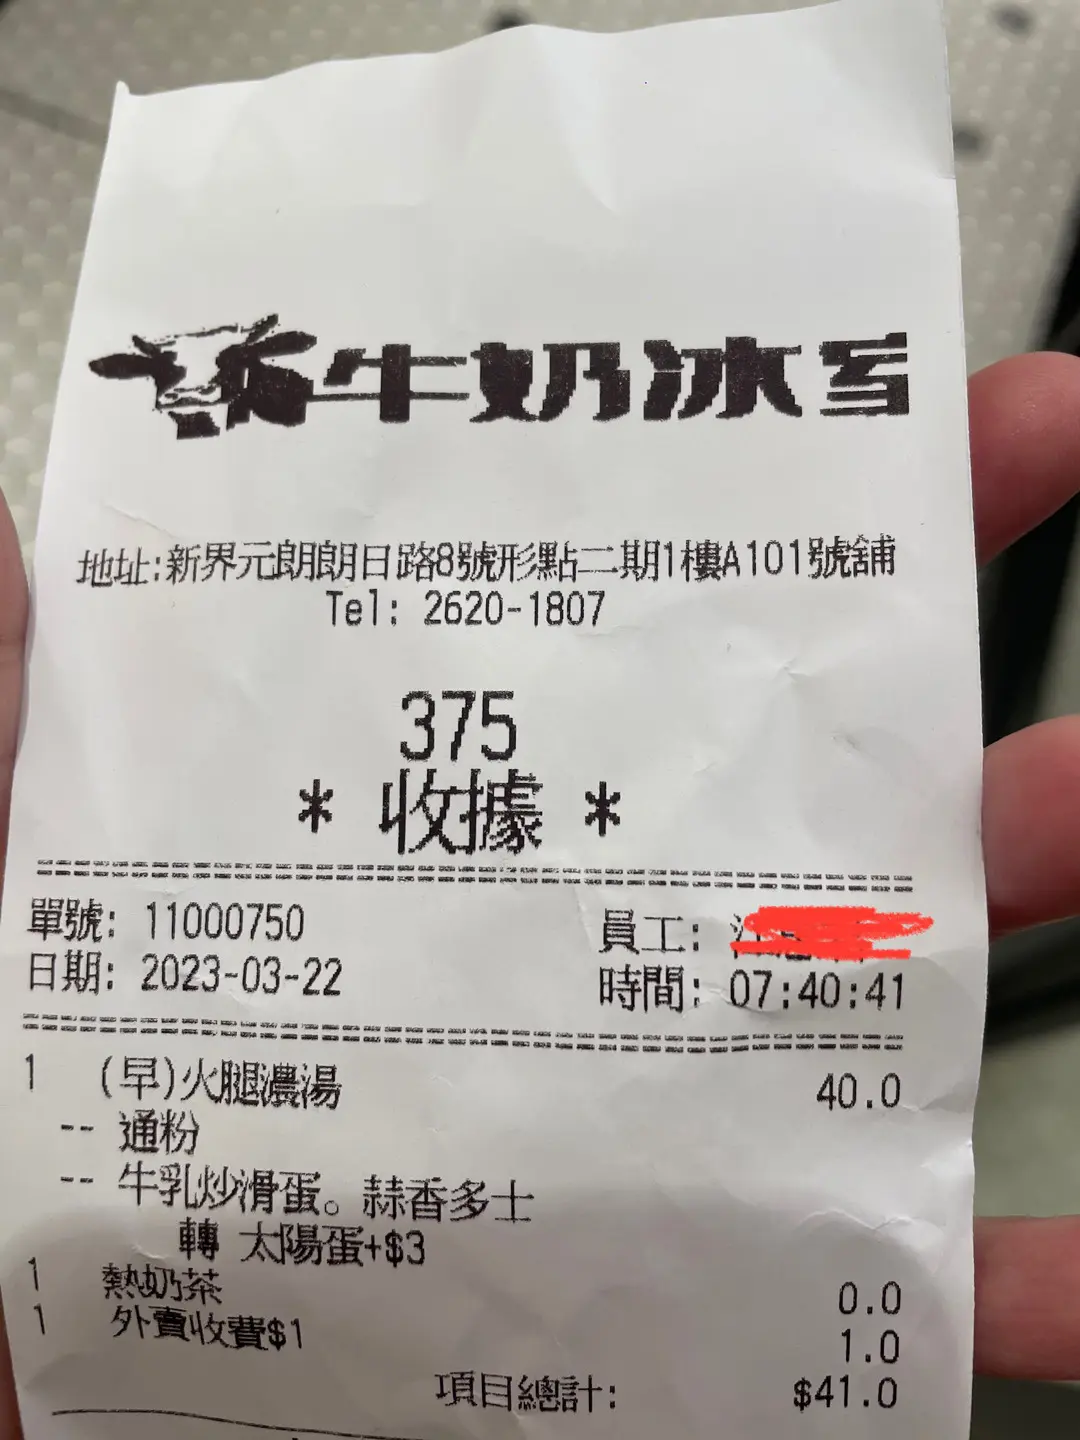 牛奶冰室
地址:新界元朗朗日路8號形點二期1樓A101號舖
Tel: 2620-1807
375
* 收據 *
單號: 11000750 員工:
日期: 2023-03-22 時間: 07:40:41
1 (早)火腿濃湯 40.0
-- 通粉
-- 牛乳炒滑蛋。蒜香多士
轉 太陽蛋+$3
1 熱奶茶 0.0
1 外賣收費$1 1.0
項目總計: $41.0